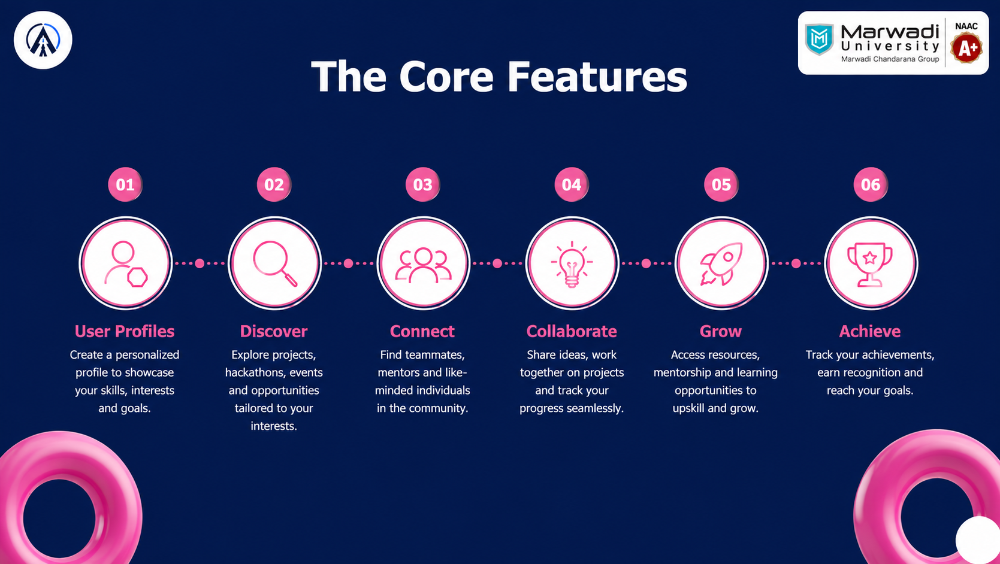 Marwadi
University
Marwadi Chandarana Group
NAAC
A+
The Core Features
01
02
03
04
05
06
User Profiles
Create a personalized
profile to showcase
your skills, interests
and goals.
Discover
Explore projects,
hackathons, events
and opportunities
tailored to your
interests.
Connect
Find teammates,
mentors and like-
minded individuals
in the community.
Collaborate
Share ideas, work
together on projects
and track your
progress seamlessly.
Grow
Access resources,
mentorship and learning
opportunities to
upskill and grow.
Achieve
Track your achievements,
earn recognition and
reach your goals.